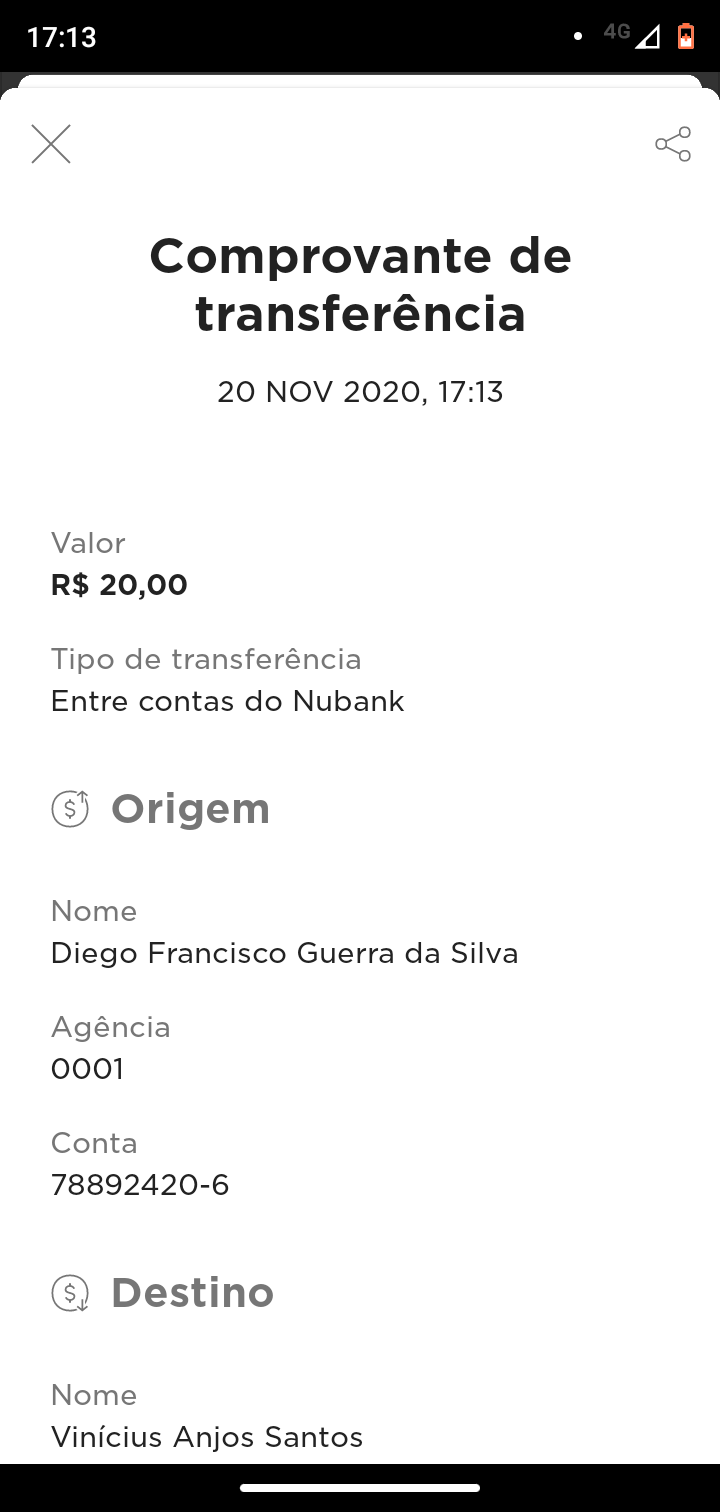 17:13
4G
Comprovante de
transferência
20 NOV 2020, 17:13
Valor
R$ 20,00
Tipo de transferência
Entre contas do Nubank
Origem
Nome
Diego Francisco Guerra da Silva
Agência
0001
Conta
78892420-6
Destino
Nome
Vinícius Anjos Santos